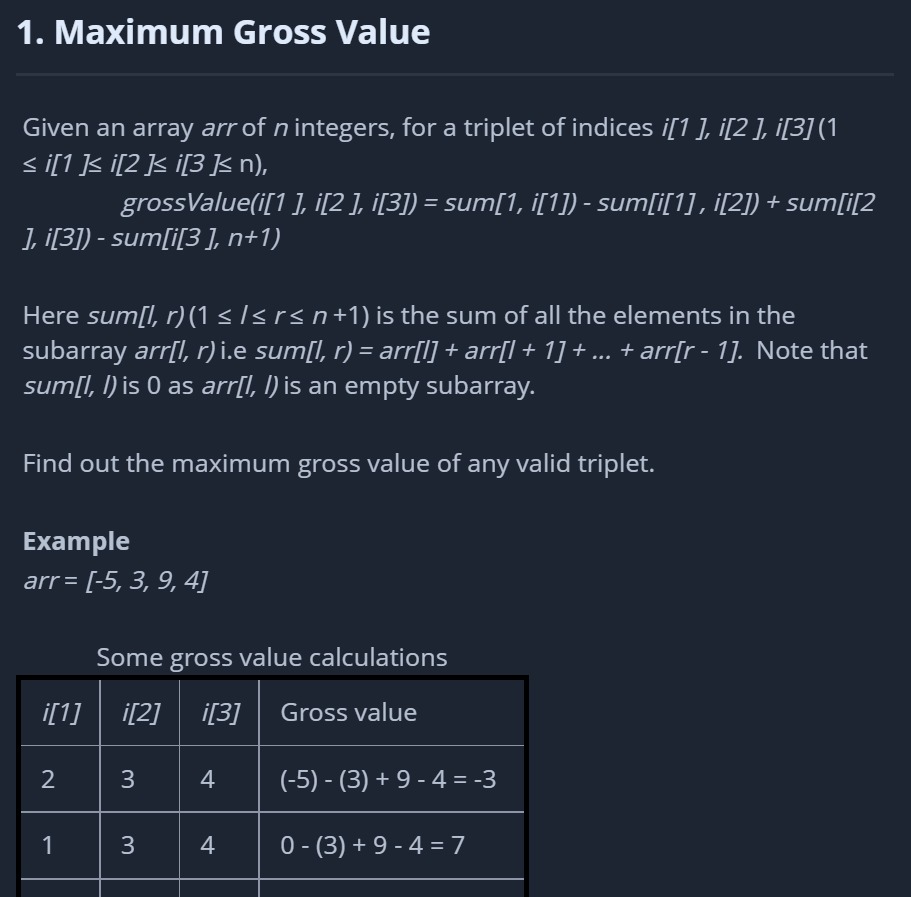 1. Maximum Gross Value
Given an array arr of n integers, for a triplet of indices i[1 ], i[2 ], i[3] (1
≤ i[1 ]≤ i[2 ]≤ i[3 ]≤ n),
grossValue(i[1 ], i[2 ], i[3]) = sum[1, i[1]) - sum[i[1] , i[2]) + sum[i[2
], i[3]) - sum[i[3 ], n+1)
Here sum[l, r) (1 ≤ l ≤ r ≤ n +1) is the sum of all the elements in the
subarray arr[l, r) i.e sum[l, r) = arr[l] + arr[l + 1] + ... + arr[r - 1]. Note that
sum[l, l) is 0 as arr[l, l) is an empty subarray.
Find out the maximum gross value of any valid triplet.
Example
arr = [-5, 3, 9, 4]
Some gross value calculations
i[1] i[2] i[3] Gross value
2 3 4 (-5) - (3) + 9 - 4 = -3
1 3 4 0 - (3) + 9 - 4 = 7